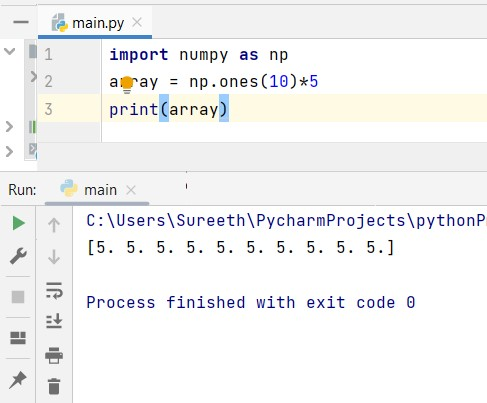 main.py
1 import numpy as np
2 array = np.ones(10)*5
3 print(array)
Run: main
C:\Users\Sureeth\PycharmProjects\pythonP
[5. 5. 5. 5. 5. 5. 5. 5. 5. 5.]
Process finished with exit code 0